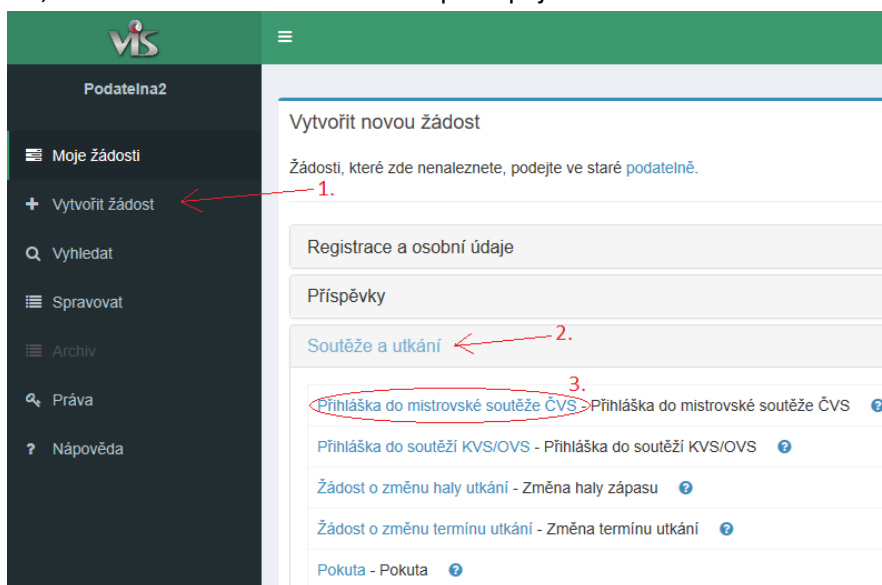 vis
Podatelna2
Moje žádosti
Vytvořit žádost
Vyhledat
Spravovat
Archiv
Práva
? Nápověda
Vytvořit novou žádost
Žádosti, které zde nenaleznete, podejte ve staré podatelně.
1.
Registrace a osobní údaje
Příspěvky
Soutěže a utkání
2.
3.
Přihláška do mistrovské soutěže ČVS - Přihláška do mistrovské soutěže ČVS ?
Přihláška do soutěží KVS/OVS - Přihláška do soutěží KVS/OVS ?
Žádost o změnu haly utkání - Změna haly zápasu ?
Žádost o změnu termínu utkání - Změna termínu utkání ?
Pokuta - Pokuta ?